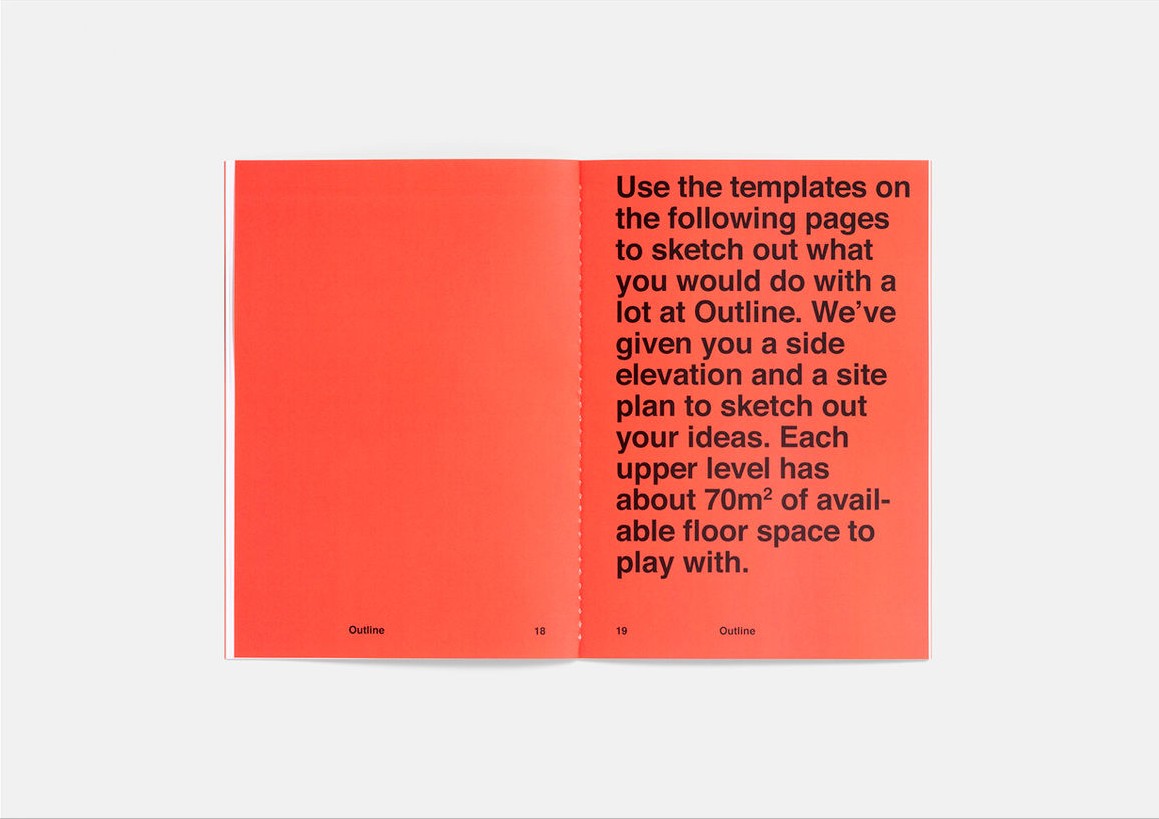 Use the templates on
the following pages
to sketch out what
you would do with a
lot at Outline. We’ve
given you a side
elevation and a site
plan to sketch out
your ideas. Each
upper level has
about 70m² of avail-
able floor space to
play with.
Outline 18
19 Outline